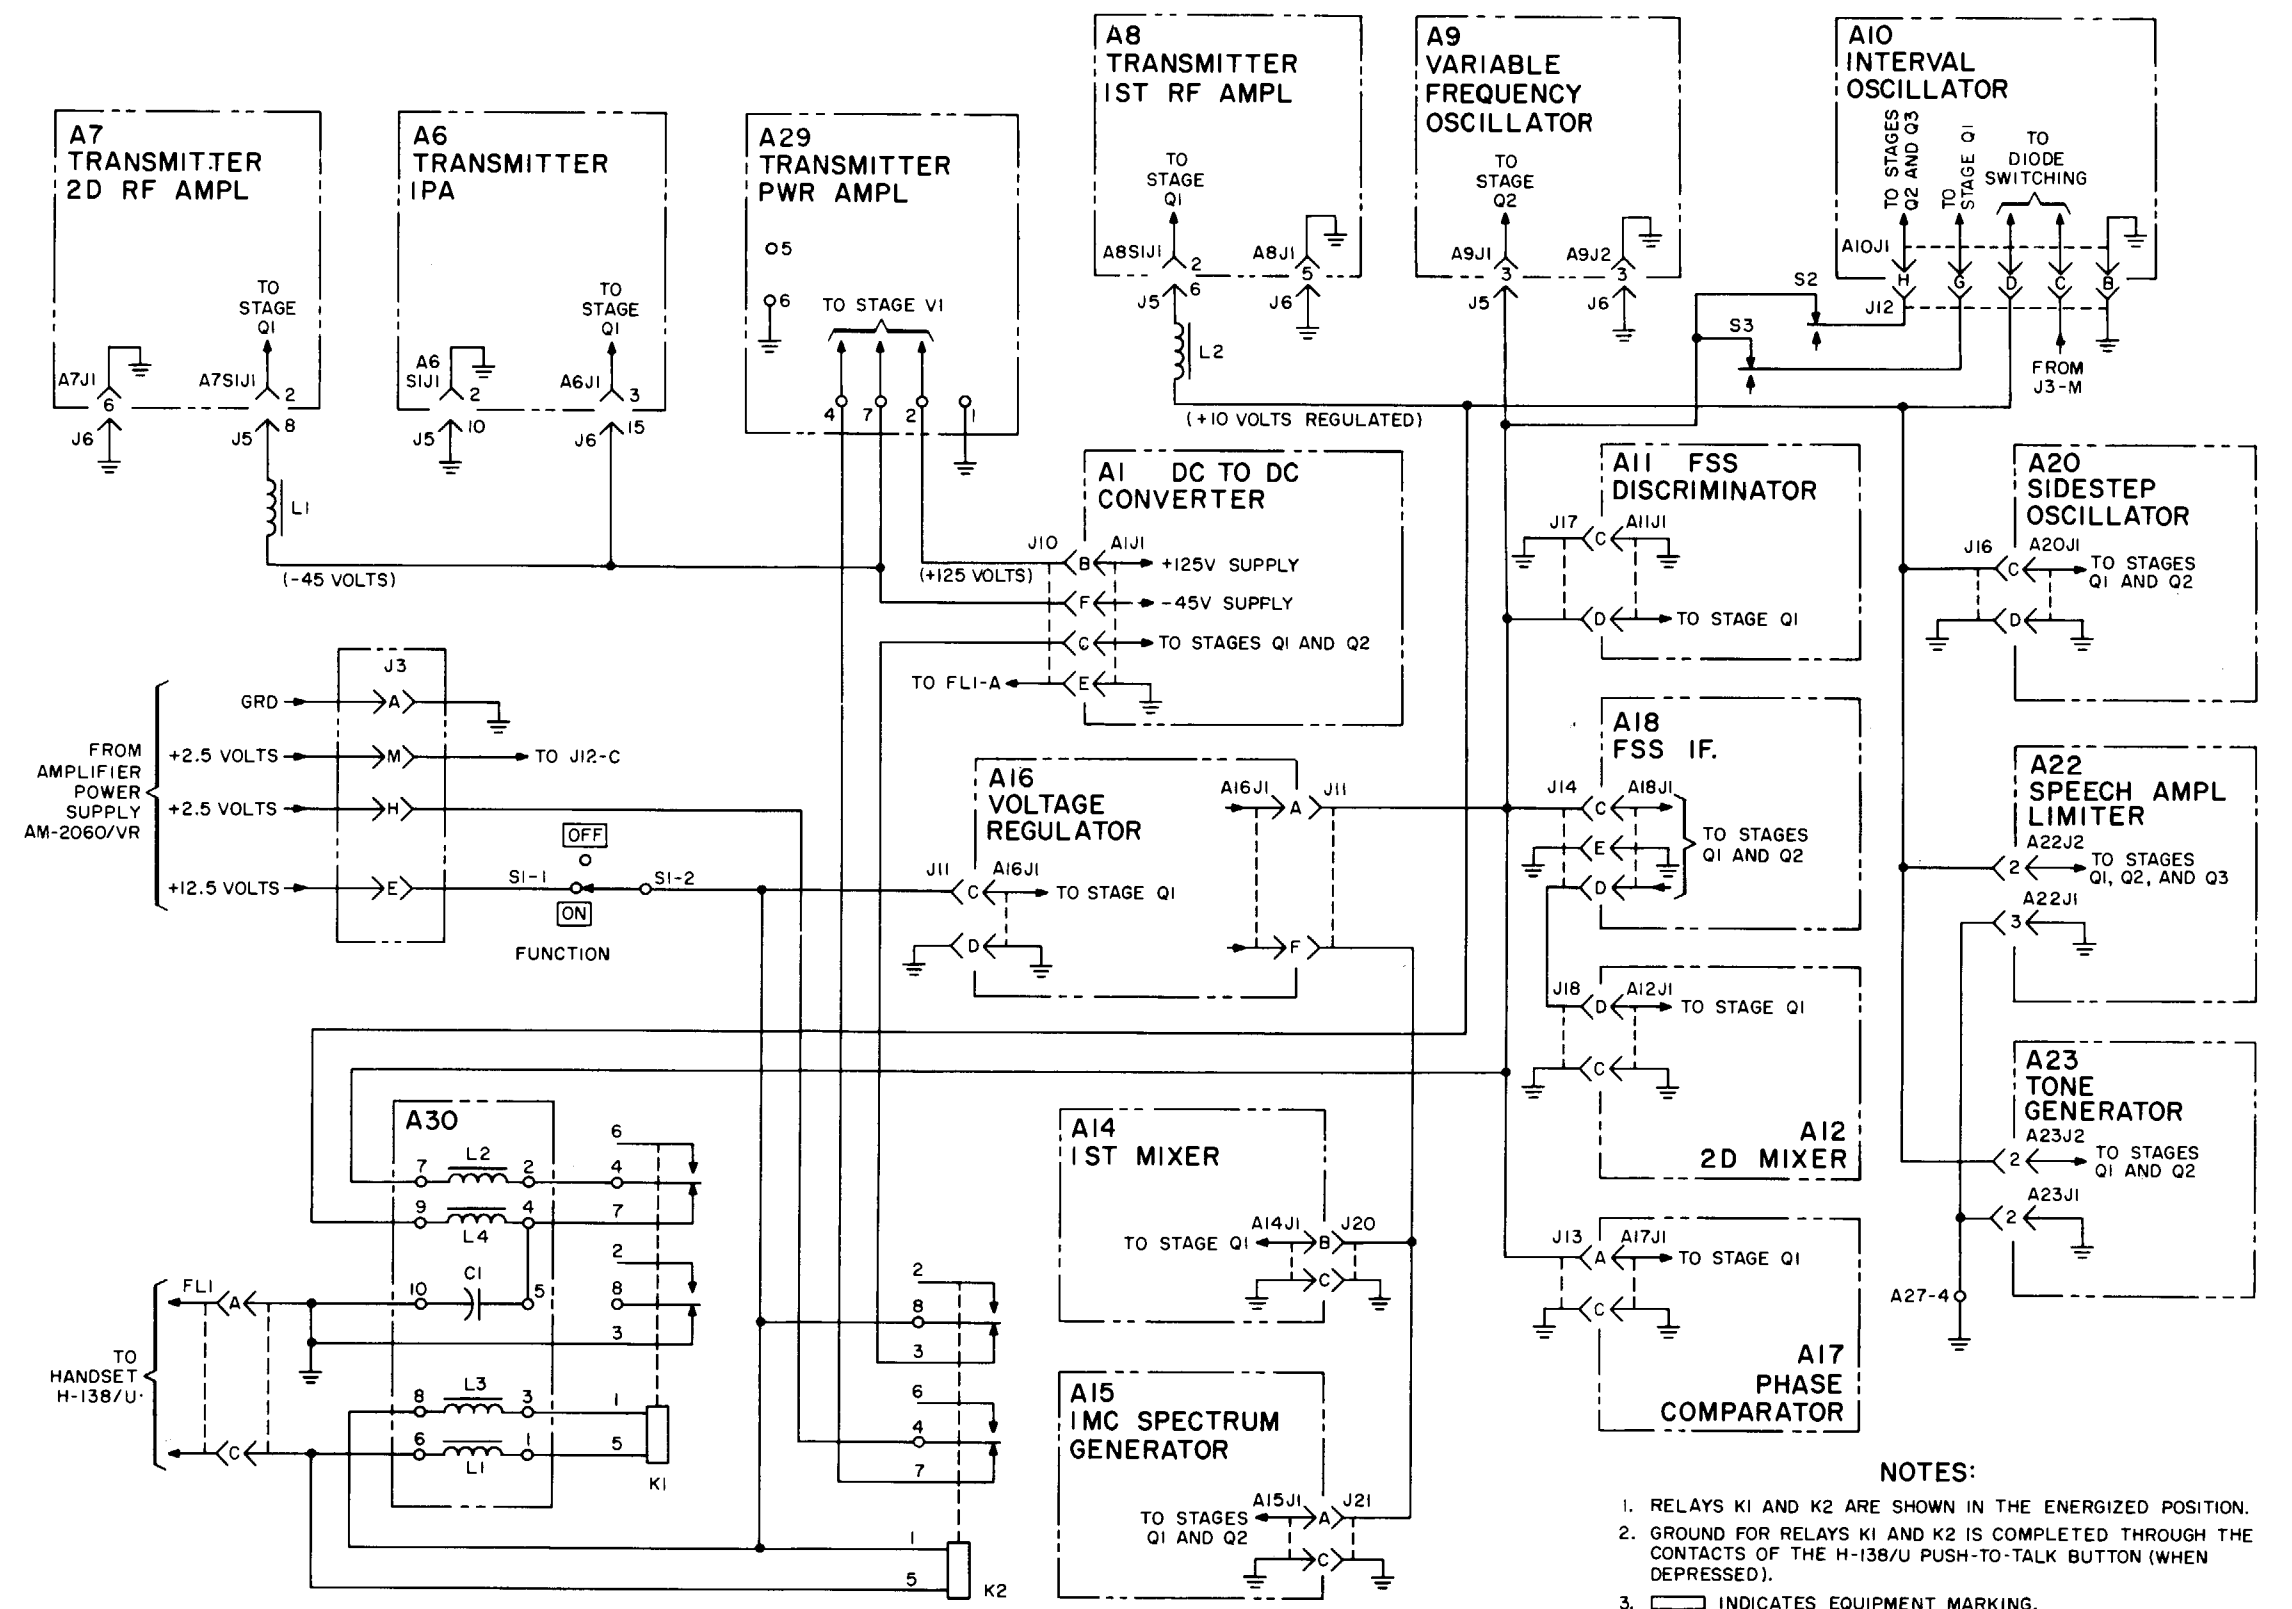 A7
TRANSMITTER
2D RF AMPL
TO
STAGE
Q1
A7J1
6
J6
A7S1J1
2
J5
8
L1
(-45 VOLTS)
A6
TRANSMITTER
IPA
TO
STAGE
Q1
A6
S1J1
2
J5
10
A6J1
3
J6
15
A29
TRANSMITTER
PWR AMPL
5
6
TO STAGE V1
4
7
2
1
A8
TRANSMITTER
1ST RF AMPL
TO
STAGE
Q1
A8S1J1
2
J5
6
A8J1
5
J6
L2
(+10 VOLTS REGULATED)
A9
VARIABLE
FREQUENCY
OSCILLATOR
TO
STAGE
Q2
A9J1
3
J5
A9J2
3
J6
A10
INTERVAL
OSCILLATOR
TO STAGES
Q2 AND Q3
TO
STAGE Q1
TO
DIODE
SWITCHING
A10J1
H
G
D
C
B
J12
S2
S3
FROM
J3-M
A1 DC TO DC
CONVERTER
J10
A1J1
(+125 VOLTS)
B
+125V SUPPLY
F
-45V SUPPLY
C
TO STAGES Q1 AND Q2
TO FL1-A
E
A11 FSS
DISCRIMINATOR
J17
C
A11J1
D
TO STAGE Q1
A20
SIDESTEP
OSCILLATOR
J16
A20J1
C
TO STAGES
Q1 AND Q2
D
J3
FROM
AMPLIFIER
POWER
SUPPLY
AM-2060/VR
GRD
A
+2.5 VOLTS
M
TO J12-C
+2.5 VOLTS
H
+12.5 VOLTS
E
S1-1
OFF
ON
S1-2
FUNCTION
A16
VOLTAGE
REGULATOR
A16J1
A
J11
J11
A16J1
C
TO STAGE Q1
D
F
A18
FSS IF.
J14
A18J1
C
E
D
TO STAGES
Q1 AND Q2
A22
SPEECH AMPL
LIMITER
A22J2
2
TO STAGES
Q1, Q2, AND Q3
A22J1
3
J18
A12J1
D
TO STAGE Q1
C
A12
2D MIXER
A23
TONE
GENERATOR
A23J2
2
TO STAGES
Q1 AND Q2
A23J1
2
A27-4
A30
7
L2
2
9
L4
4
10
C1
5
8
L3
3
6
L1
1
6
4
7
2
8
3
1
5
K1
FL1
A
TO
HANDSET
H-138/U
C
2
8
3
6
4
7
1
5
K2
A14
1ST MIXER
A14J1
J20
TO STAGE Q1
B
C
A15
1MC SPECTRUM
GENERATOR
A15J1
J21
TO STAGES
Q1 AND Q2
A
C
J13
A17J1
A
TO STAGE Q1
C
A17
PHASE
COMPARATOR
NOTES:
1. RELAYS K1 AND K2 ARE SHOWN IN THE ENERGIZED POSITION.
2. GROUND FOR RELAYS K1 AND K2 IS COMPLETED THROUGH THE
CONTACTS OF THE H-138/U PUSH-TO-TALK BUTTON (WHEN
DEPRESSED).
3. INDICATES EQUIPMENT MARKING.